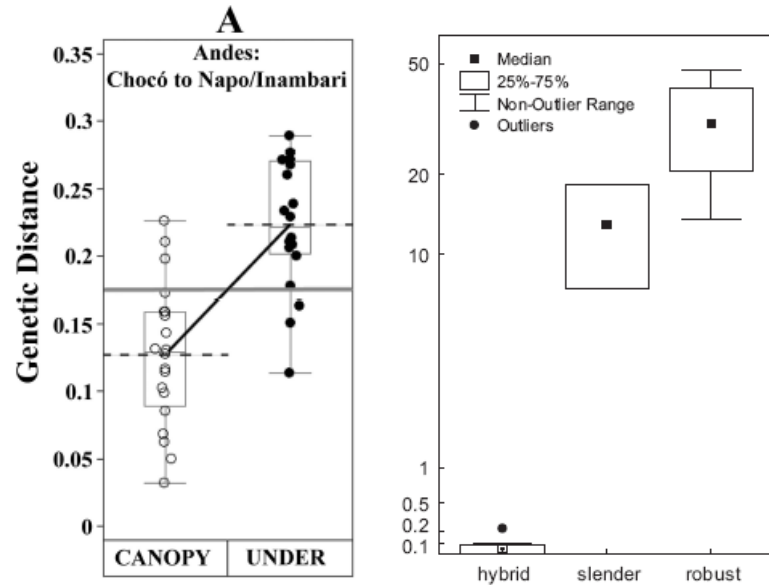 A
Andes:
Chocó to Napo/Inambari
Genetic Distance
0.35
0.3
0.25
0.2
0.15
0.1
0.05
0
CANOPY UNDER
Median
25%-75%
Non-Outlier Range
Outliers
50
20
10
1
0.5
0.2
0.1
hybrid slender robust